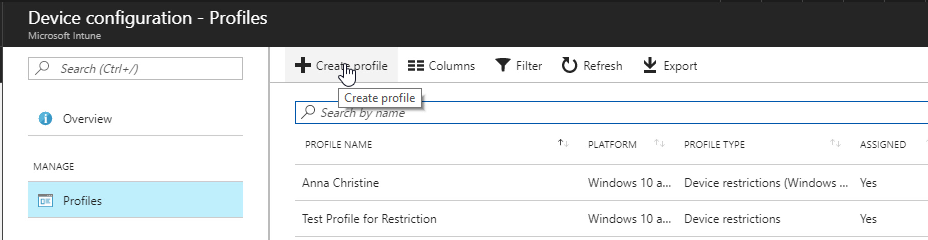 Device configuration - Profiles
Microsoft Intune
Search (Ctrl+/)
Overview
MANAGE
Profiles
Create profile Columns Filter Refresh Export
Create profile
Search by name
PROFILE NAME PLATFORM PROFILE TYPE ASSIGNED
Anna Christine Windows 10 a... Device restrictions (Windows ... Yes
Test Profile for Restriction Windows 10 a... Device restrictions Yes